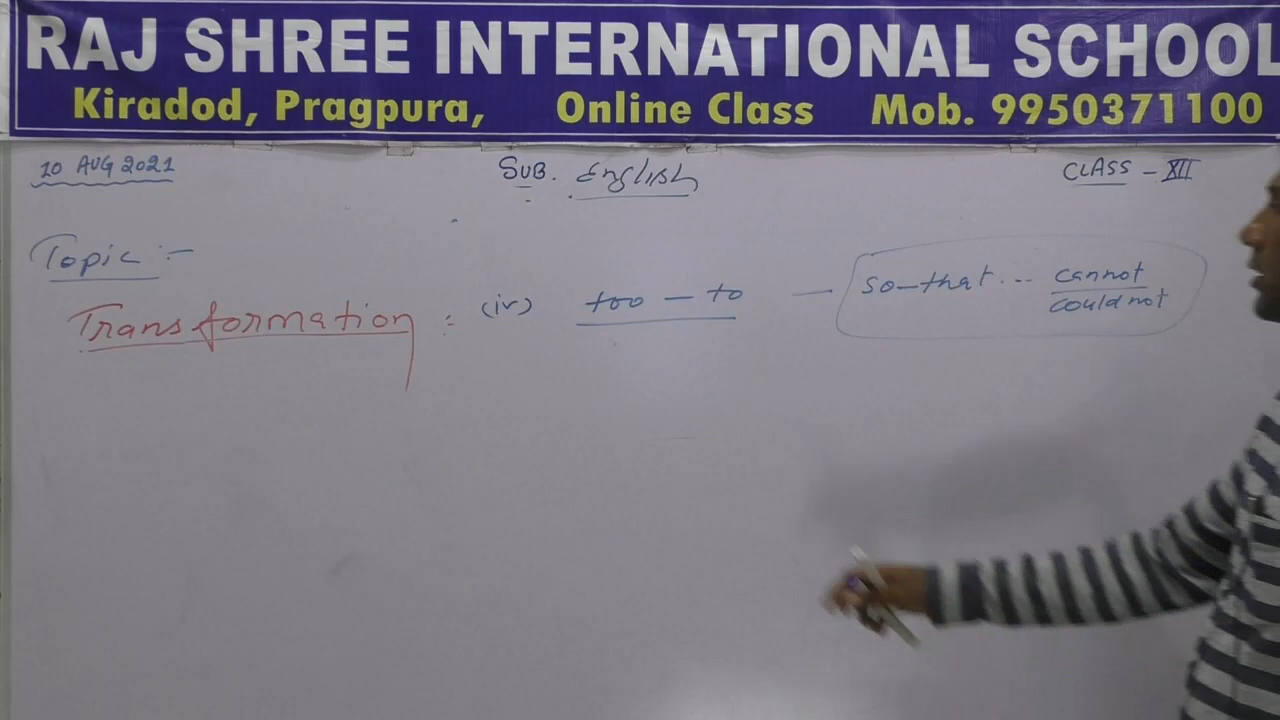 RAJ SHREE INTERNATIONAL SCHOOL
Kiradod, Pragpura, Online Class Mob. 9950371100
10 AUG 2021 SUB. English CLASS - XII
Topic :-
Transformation : (iv) too - to - so-that... cannot
could not